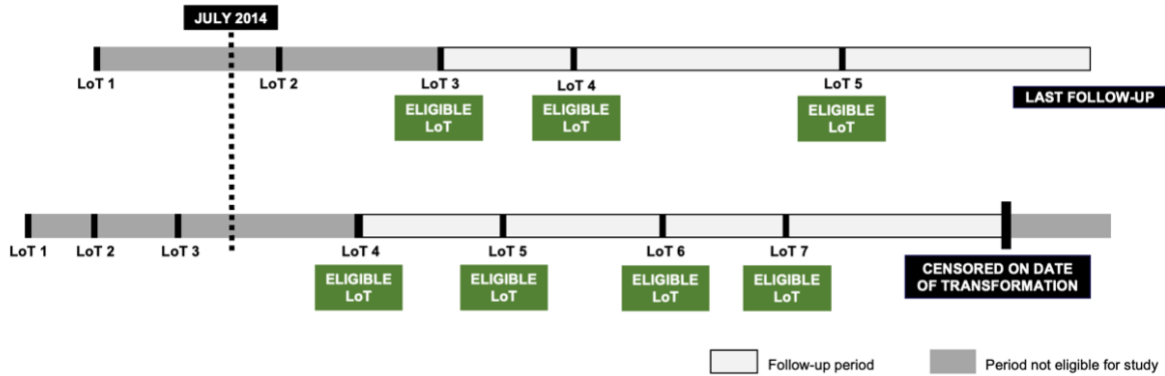 JULY 2014
LoT 1
LoT 2
LoT 3
LoT 4
LoT 5
ELIGIBLE
LoT
ELIGIBLE
LoT
ELIGIBLE
LoT
LAST FOLLOW-UP
LoT 1
LoT 2
LoT 3
LoT 4
LoT 5
LoT 6
LoT 7
ELIGIBLE
LoT
ELIGIBLE
LoT
ELIGIBLE
LoT
ELIGIBLE
LoT
CENSORED ON DATE
OF TRANSFORMATION
Follow-up period
Period not eligible for study